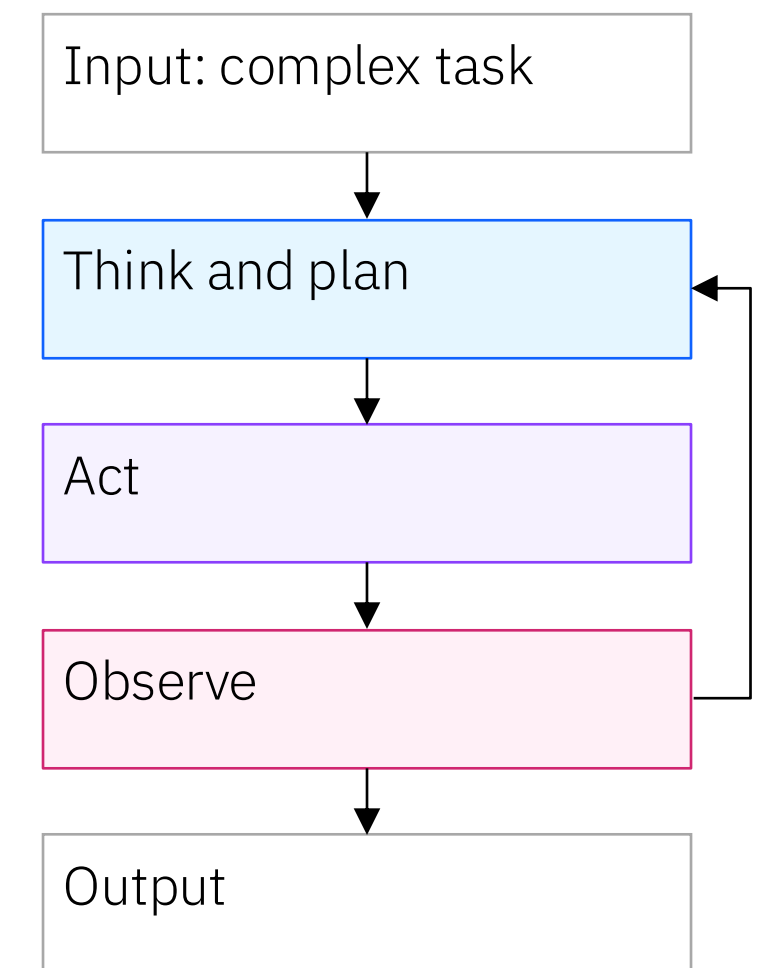 Input: complex task
Think and plan
Act
Observe
Output